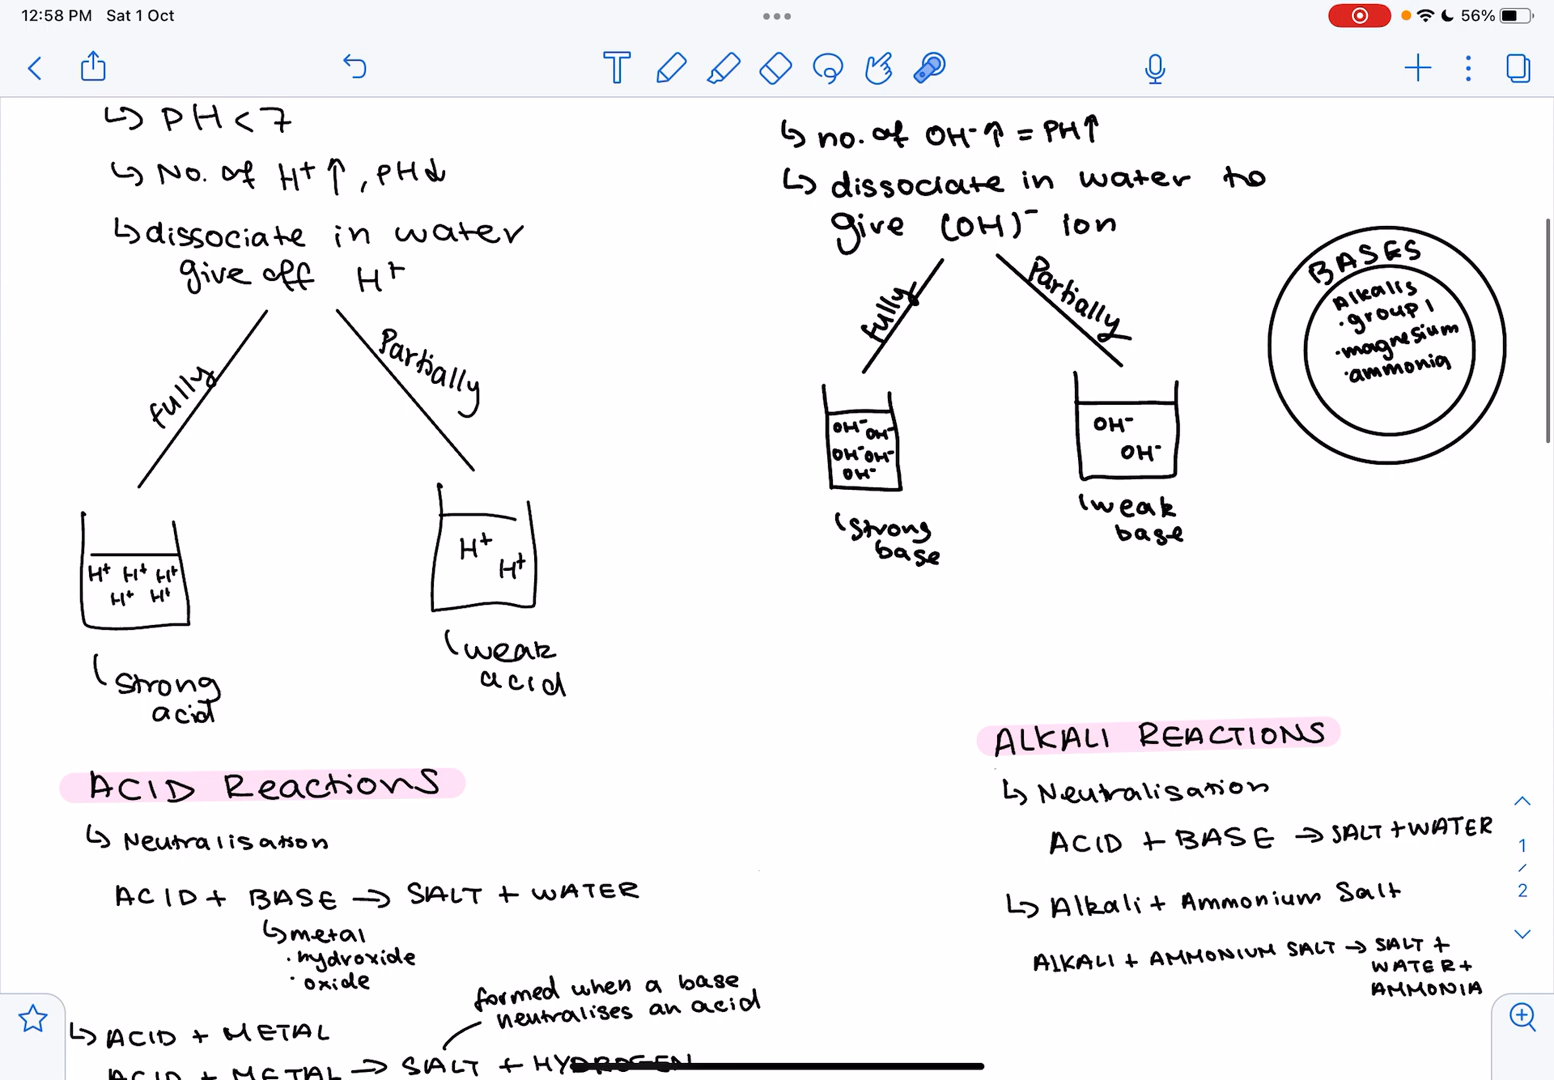 12:58 PM Sat 1 Oct
56%
↳ PH < 7
↳ No. of H⁺ ↑, PH↓
↳ dissociate in water
give off H⁺
fully
Partially
H⁺ H⁺ H⁺
H⁺ H⁺
strong
acid
H⁺
H⁺
weak
acid
↳ no. of OH⁻ ↑ = PH↑
↳ dissociate in water to
give (OH)⁻ ion
fully
Partially
OH⁻ OH⁻
OH⁻ OH⁻
OH⁻
strong
base
OH⁻
OH⁻
weak
base
BASES
Alkalis
· group 1
· magnesium
· ammonia
ACID Reactions
↳ Neutralisation
ACID + BASE → SALT + WATER
↳ metal
· hydroxide
· oxide
formed when a base
neutralises an acid
↳ ACID + METAL
ACID + METAL → SALT + HYDROGEN
ALKALI REACTIONS
↳ Neutralisation
ACID + BASE → SALT + WATER
↳ Alkali + Ammonium Salt
AlKALI + AMMONIUM SALT → SALT +
WATER +
AMMONIA
1
/
2